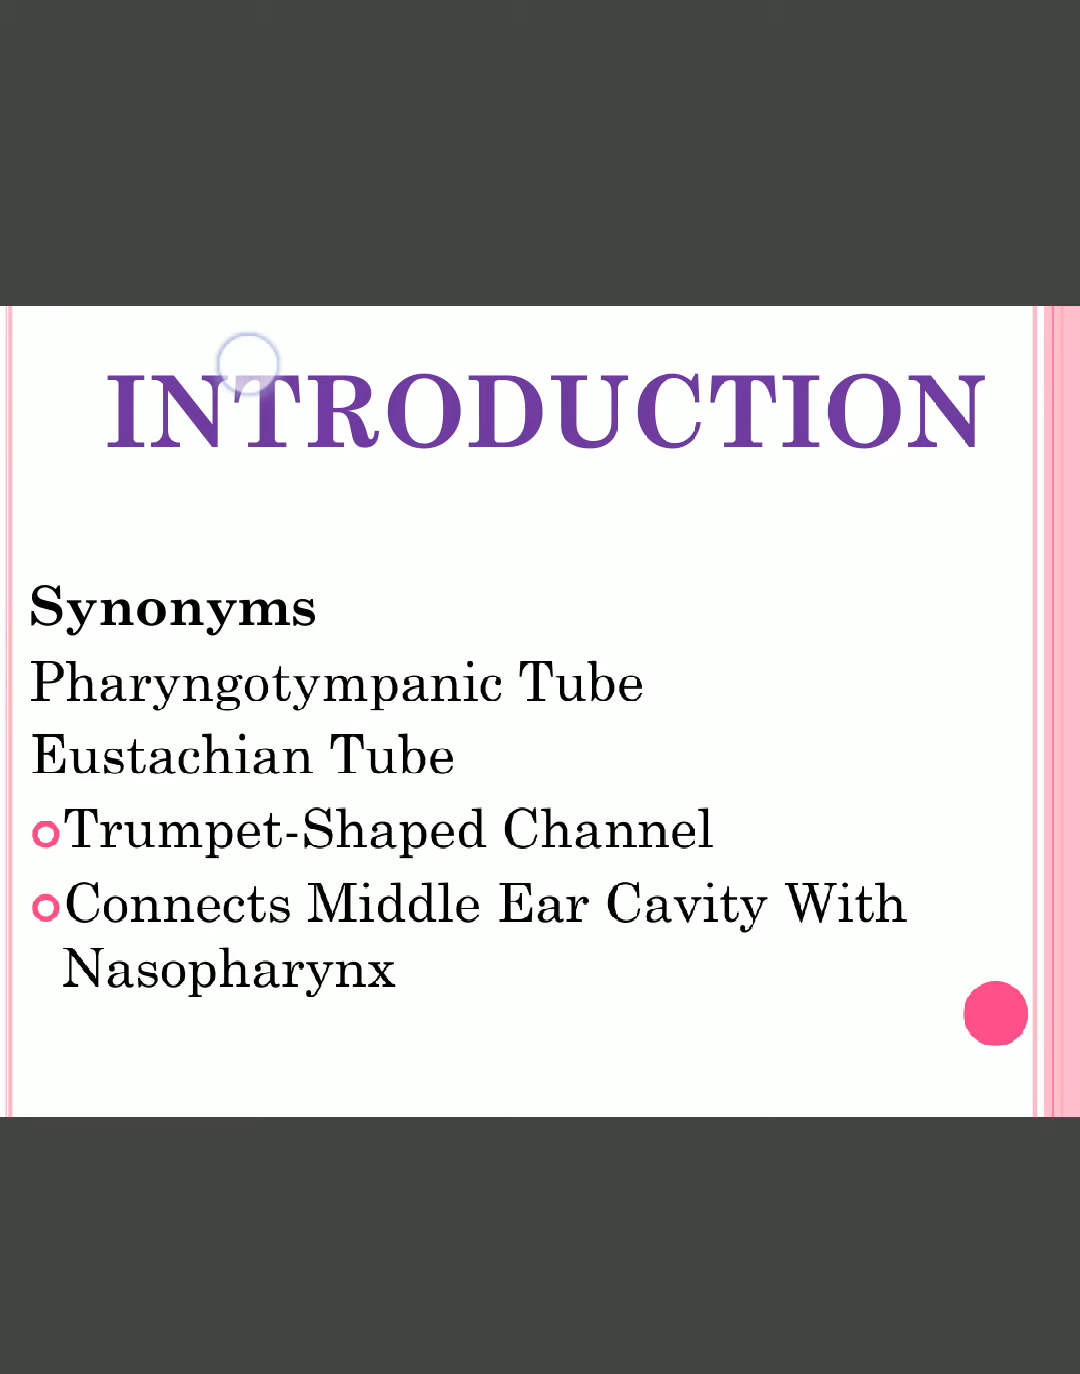 INTRODUCTION
Synonyms
Pharyngotympanic Tube
Eustachian Tube
Trumpet-Shaped Channel
Connects Middle Ear Cavity With
Nasopharynx